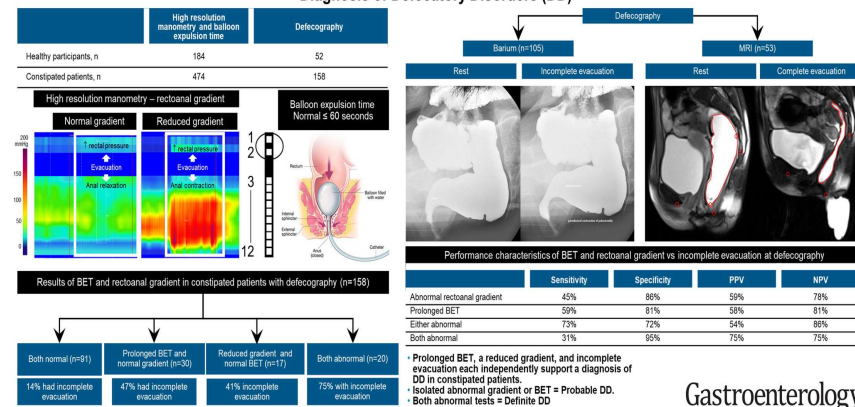 Diagnosis of Defecatory Disorders (DD)
High resolution
manometry and balloon
expulsion time
Defecography
Healthy participants, n
184
52
Constipated patients, n
474
158
High resolution manometry – rectoanal gradient
Normal gradient
Reduced gradient
200
mmHg
150
100
50
0
↑ rectal pressure
Evacuation
Anal relaxation
↑ rectal pressure
Evacuation
Anal contraction
1
2
3
12
Balloon expulsion time
Normal ≤ 60 seconds
Rectum
Balloon filled
with water
Internal
sphincter
External
sphincter
Anus
(closed)
Catheter
Results of BET and rectoanal gradient in constipated patients with defecography (n=158)
Both normal (n=91)
Prolonged BET and
normal gradient (n=30)
Reduced gradient and
normal BET (n=17)
Both abnormal (n=20)
14% had incomplete
evacuation
47% had incomplete
evacuation
41% incomplete
evacuation
75% with incomplete
evacuation
Defecography
Barium (n=105)
MRI (n=53)
Rest
Incomplete evacuation
Rest
Complete evacuation
Performance characteristics of BET and rectoanal gradient vs incomplete evacuation at defecography
Sensitivity
Specificity
PPV
NPV
Abnormal rectoanal gradient
45%
86%
59%
78%
Prolonged BET
59%
81%
58%
81%
Either abnormal
73%
72%
54%
86%
Both abnormal
31%
95%
75%
75%
• Prolonged BET, a reduced gradient, and incomplete
evacuation each independently support a diagnosis of
DD in constipated patients.
• Isolated abnormal gradient or BET = Probable DD.
• Both abnormal tests = Definite DD
Gastroenterology